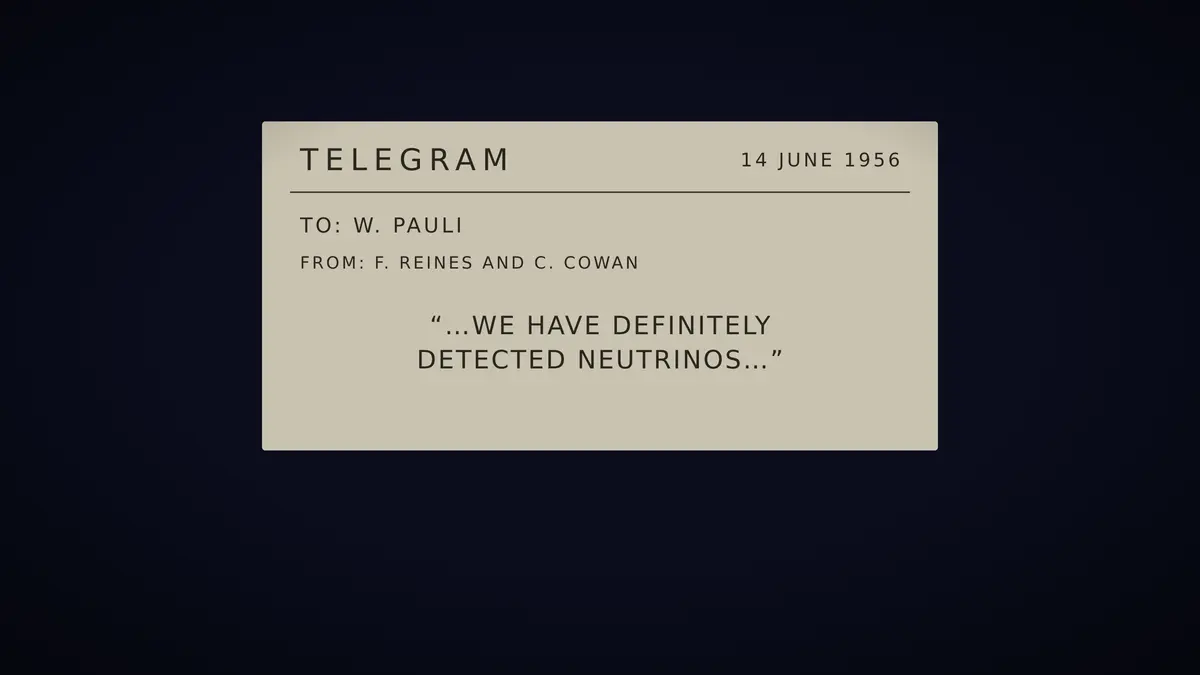 TELEGRAM
14 JUNE 1956
TO: W. PAULI
FROM: F. REINES AND C. COWAN
“…WE HAVE DEFINITELY
DETECTED NEUTRINOS…”